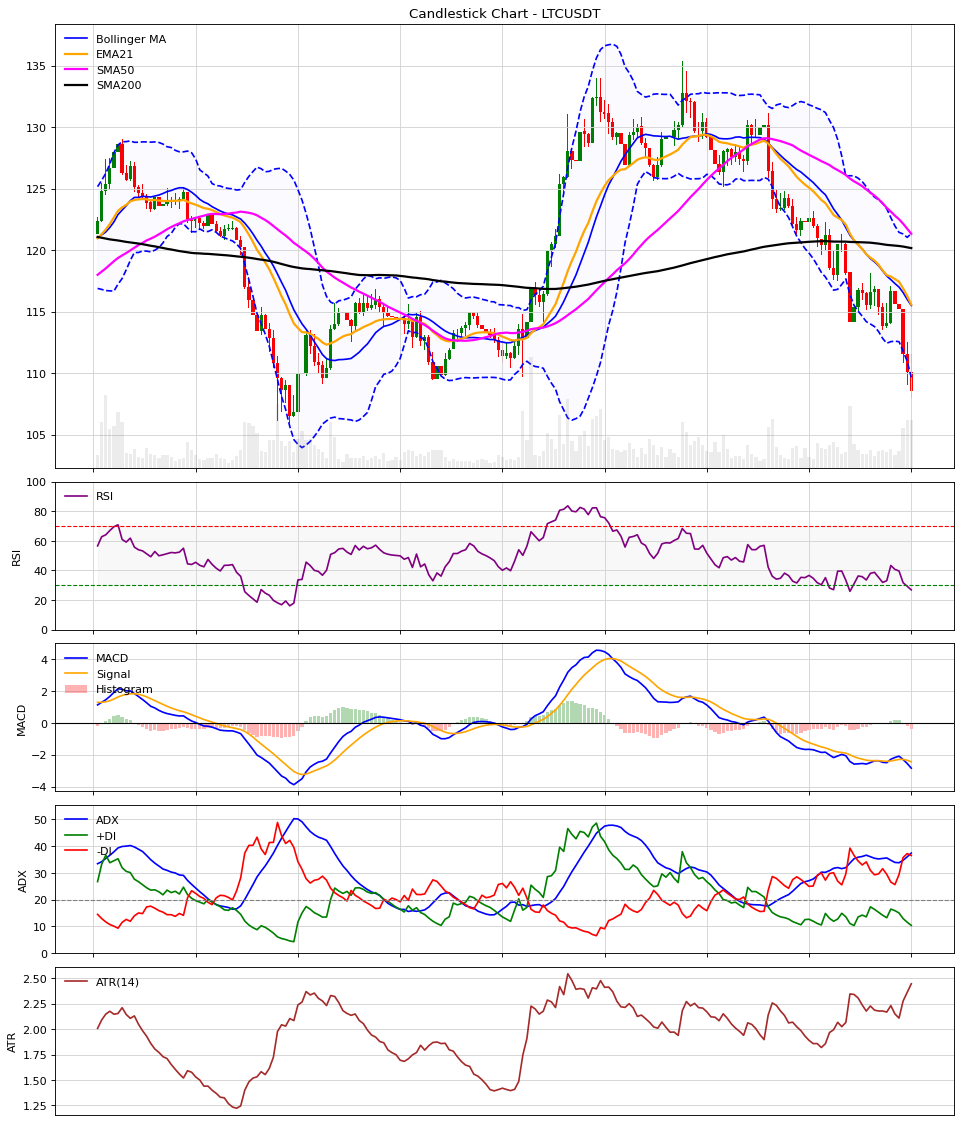 Candlestick Chart - LTCUSDT
Bollinger MA
EMA21
SMA50
SMA200
135
130
125
120
115
110
105
100
RSI
80
60
40
20
0
RSI
MACD
Signal
Histogram
4
2
0
−2
−4
MACD
ADX
+DI
-DI
50
40
30
20
10
0
ADX
ATR(14)
2.50
2.25
2.00
1.75
1.50
1.25
ATR